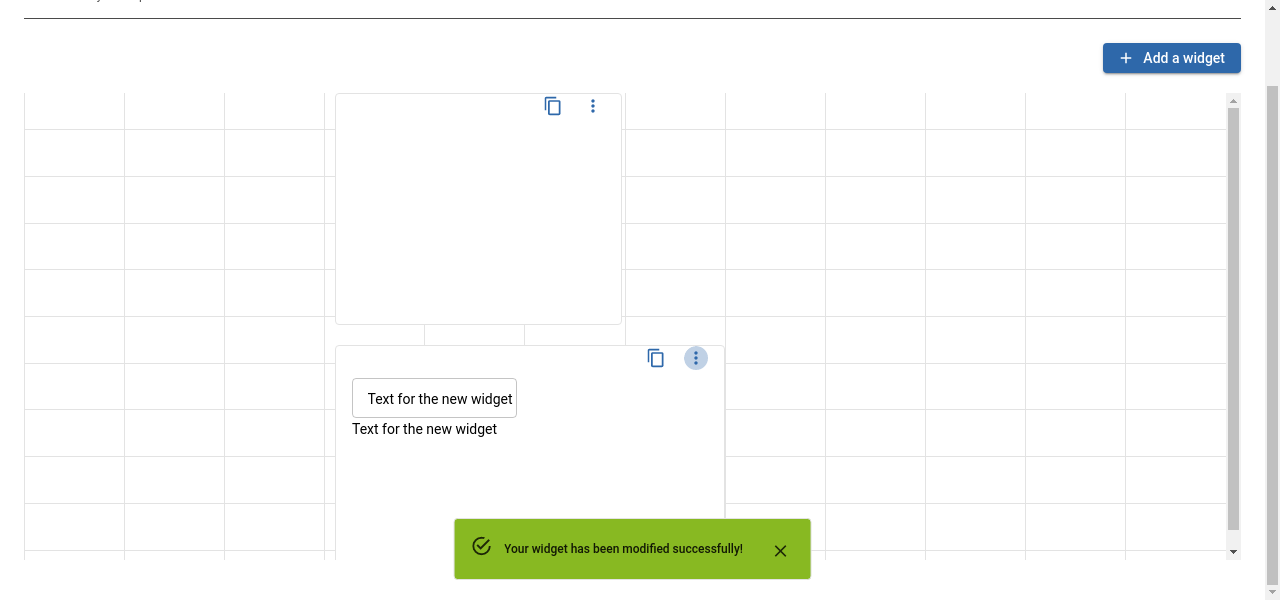 Add a widget
Text for the new widget
Text for the new widget
Your widget has been modified successfully!